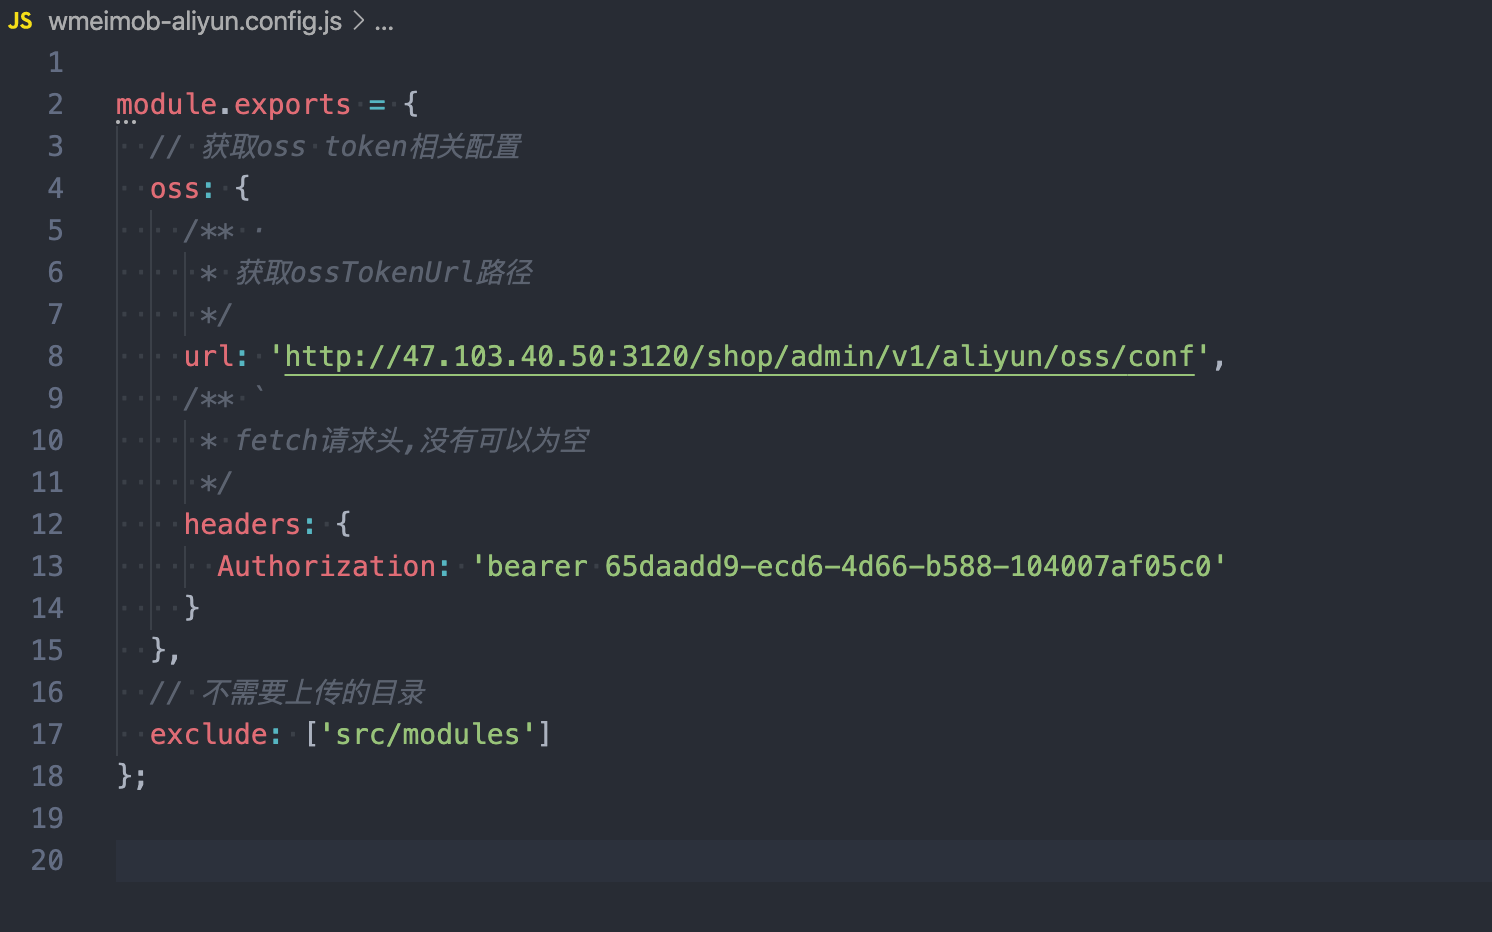 JS wmeimob-aliyun.config.js > ...
1
2 module.exports = {
3 // 获取oss token相关配置
4 oss: {
5 /**
6 * 获取ossTokenUrl路径
7 */
8 url: 'http://47.103.40.50:3120/shop/admin/v1/aliyun/oss/conf',
9 /** `
10 * fetch请求头,没有可以为空
11 */
12 headers: {
13 Authorization: 'bearer 65daadd9-ecd6-4d66-b588-104007af05c0'
14 }
15 },
16 // 不需要上传的目录
17 exclude: ['src/modules']
18 };
19
20